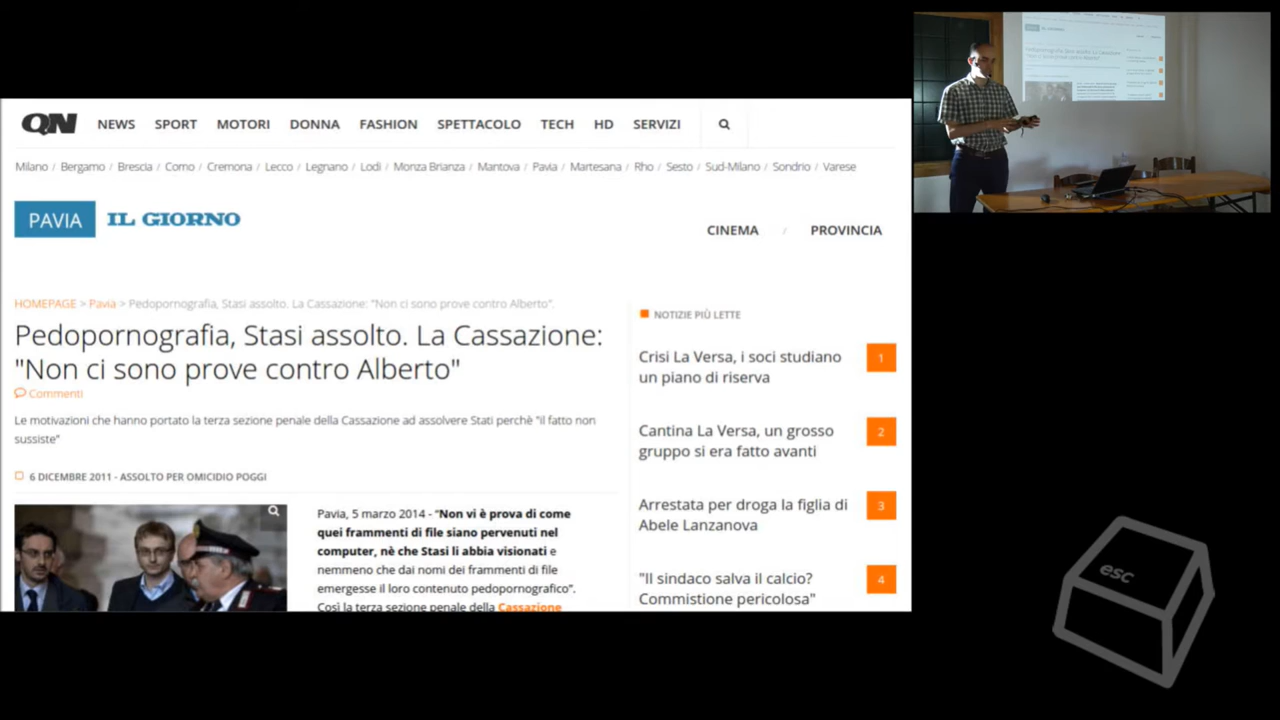 QN NEWS SPORT MOTORI DONNA FASHION SPETTACOLO TECH HD SERVIZI
Milano / Bergamo / Brescia / Como / Cremona / Lecco / Legnano / Lodi / Monza Brianza / Mantova / Pavia / Martesana / Rho / Sesto / Sud-Milano / Sondrio / Varese
PAVIA IL GIORNO
CINEMA / PROVINCIA
HOMEPAGE > Pavia > Pedopornografia, Stasi assolto. La Cassazione: "Non ci sono prove contro Alberto".
Pedopornografia, Stasi assolto. La Cassazione:
"Non ci sono prove contro Alberto"
Commenti
Le motivazioni che hanno portato la terza sezione penale della Cassazione ad assolvere Stati perchè "il fatto non
sussiste"
6 DICEMBRE 2011 - ASSOLTO PER OMICIDIO POGGI
Pavia, 5 marzo 2014 - "Non vi è prova di come
quei frammenti di file siano pervenuti nel
computer, nè che Stasi li abbia visionati e
nemmeno che dai nomi dei frammenti di file
emergesse il loro contenuto pedopornografico".
Così la terza sezione penale della Cassazione
NOTIZIE PIÙ LETTE
Crisi La Versa, i soci studiano
un piano di riserva
1
Cantina La Versa, un grosso
gruppo si era fatto avanti
2
Arrestata per droga la figlia di
Abele Lanzanova
3
"Il sindaco salva il calcio?
Commistione pericolosa"
4
esc